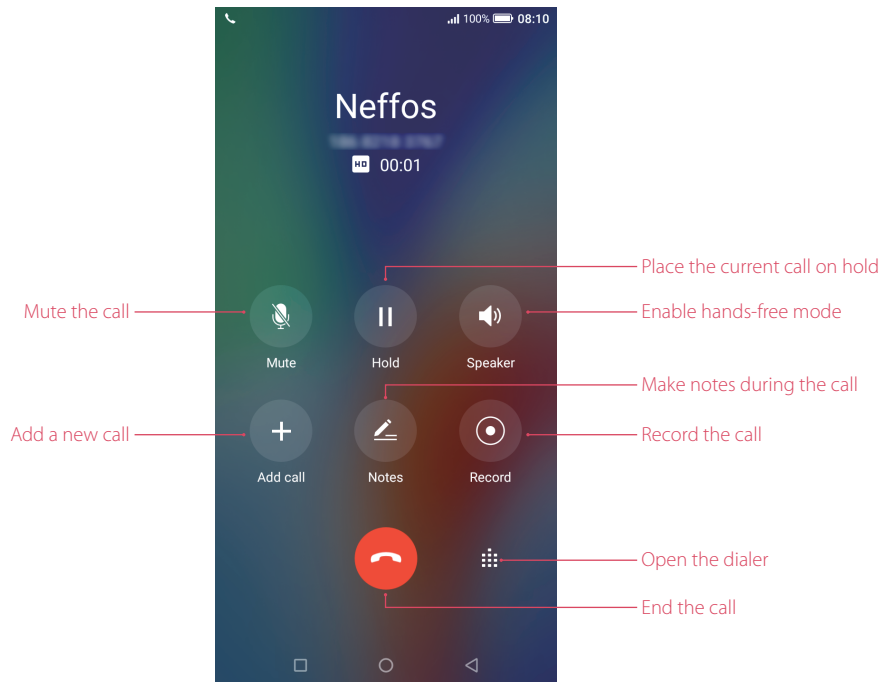 100% 08:10
Neffos
HD 00:01
Place the current call on hold
Mute the call
Enable hands-free mode
Mute Hold Speaker
Make notes during the call
Add a new call
Record the call
Add call Notes Record
Open the dialer
End the call